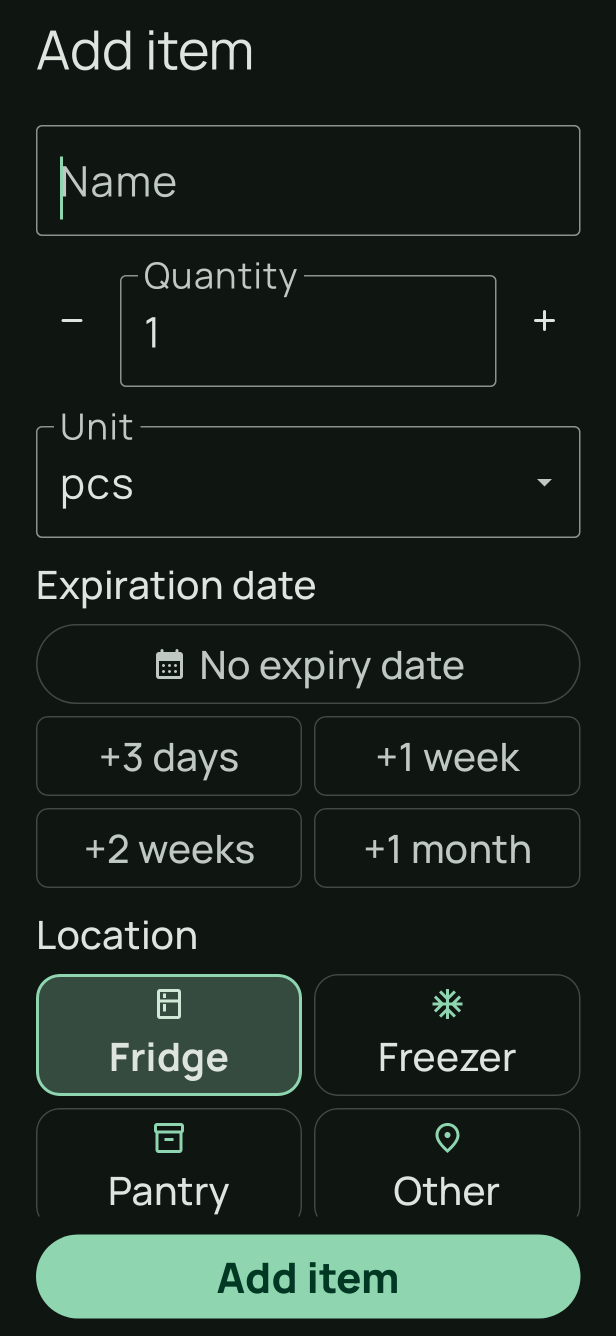 Add item
Name
Quantity
− 1 +
Unit
pcs
Expiration date
No expiry date
+3 days +1 week
+2 weeks +1 month
Location
Fridge Freezer
Pantry Other
Add item